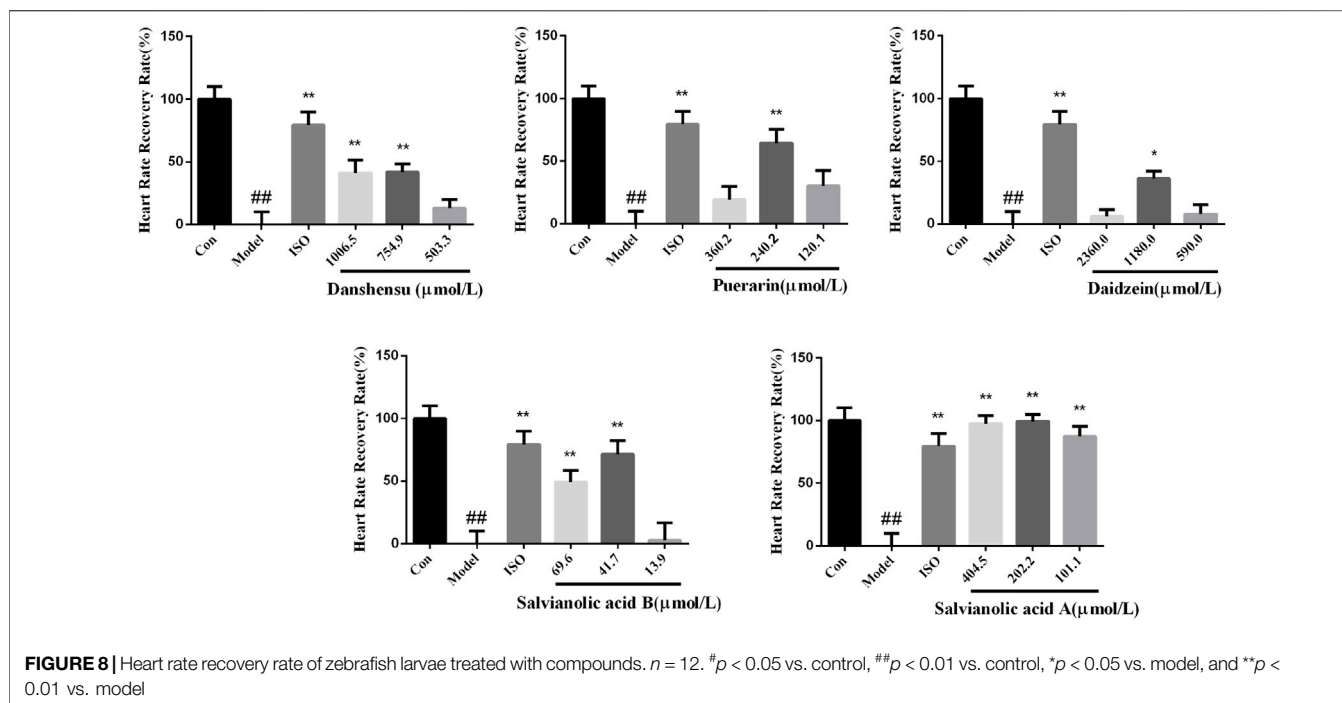 Heart Rate Recovery Rate(%)
150
100
50
0
**
**
**
##
Con
Model
ISO
1006.5
754.9
503.3
Danshensu (μmol/L)
Heart Rate Recovery Rate(%)
150
100
50
0
**
**
##
Con
Model
ISO
360.2
240.2
120.1
Puerarin(μmol/L)
Heart Rate Recovery Rate(%)
150
100
50
0
**
*
##
Con
Model
ISO
2360.0
1180.0
590.0
Daidzein(μmol/L)
Heart Rate Recovery Rate(%)
150
100
50
0
**
**
**
##
Con
Model
ISO
69.6
41.7
13.9
Salvianolic acid B(μmol/L)
Heart Rate Recovery Rate(%)
150
100
50
0
**
**
**
**
##
Con
Model
ISO
404.5
202.2
101.1
Salvianolic acid A(μmol/L)
FIGURE 8 | Heart rate recovery rate of zebrafish larvae treated with compounds. n = 12. #p < 0.05 vs. control, ##p < 0.01 vs. control, *p < 0.05 vs. model, and **p <
0.01 vs. model